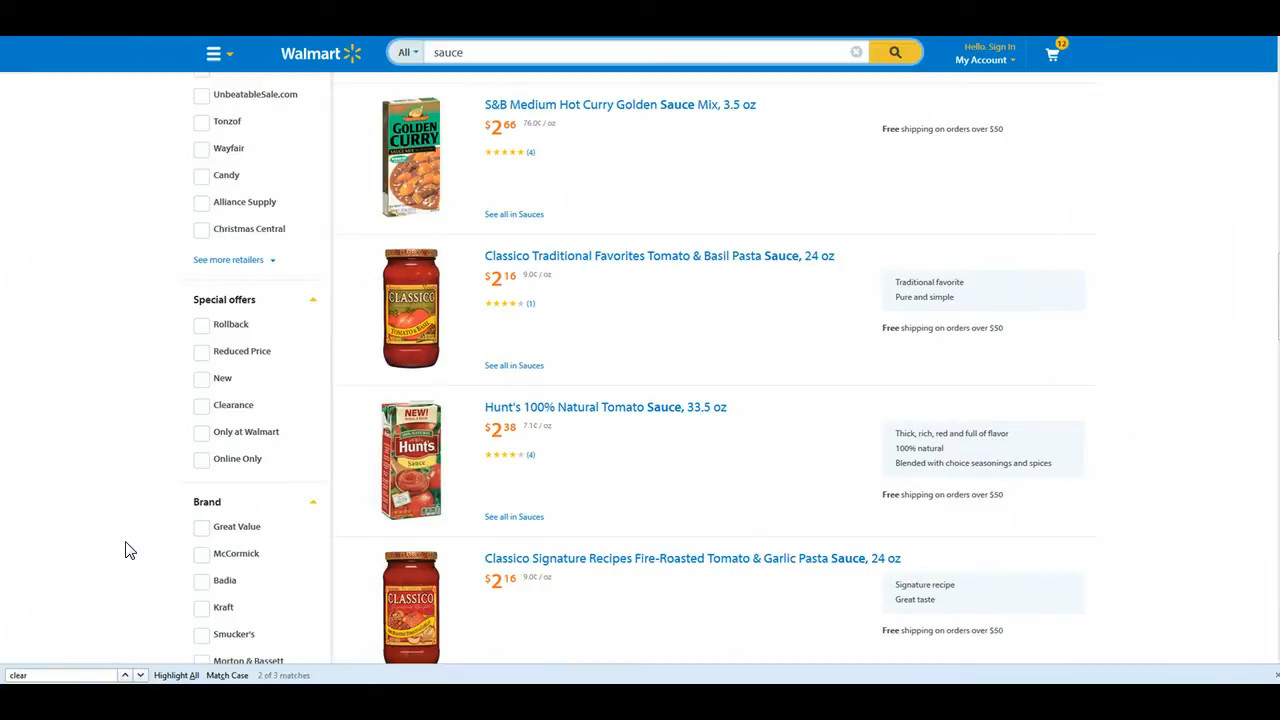 Walmart
All
sauce
Hello. Sign In
My Account
12
UnbeatableSale.com
Tonzof
Wayfair
Candy
Alliance Supply
Christmas Central
See more retailers
Special offers
Rollback
Reduced Price
New
Clearance
Only at Walmart
Online Only
Brand
Great Value
McCormick
Badia
Kraft
Smucker's
Morton & Bassett
GOLDEN
CURRY
S&B Medium Hot Curry Golden Sauce Mix, 3.5 oz
$2 66 76.0¢ / oz
(4)
See all in Sauces
Free shipping on orders over $50
CLASSICO
TOMATO & BASIL
Classico Traditional Favorites Tomato & Basil Pasta Sauce, 24 oz
$2 16 9.0¢ / oz
(1)
See all in Sauces
Traditional favorite
Pure and simple
Free shipping on orders over $50
NEW!
Hunt's
Sauce
Hunt's 100% Natural Tomato Sauce, 33.5 oz
$2 38 7.1¢ / oz
(4)
See all in Sauces
Thick, rich, red and full of flavor
100% natural
Blended with choice seasonings and spices
Free shipping on orders over $50
CLASSICO
Classico Signature Recipes Fire-Roasted Tomato & Garlic Pasta Sauce, 24 oz
$2 16 9.0¢ / oz
Signature recipe
Great taste
Free shipping on orders over $50
clear
Highlight All
Match Case
2 of 3 matches